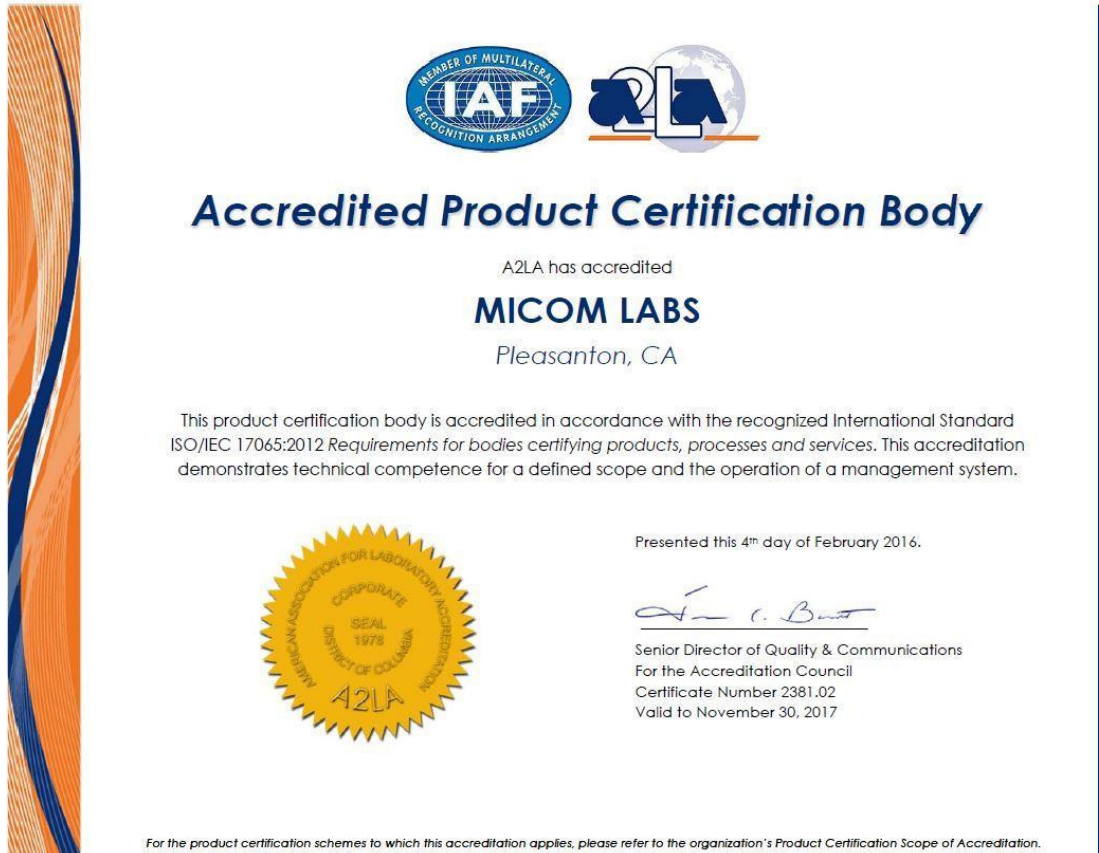 MEMBER OF MULTILATERAL
IAF
RECOGNITION ARRANGEMENT
A2LA
Accredited Product Certification Body
A2LA has accredited
MICOM LABS
Pleasanton, CA
This product certification body is accredited in accordance with the recognized International Standard
ISO/IEC 17065:2012 Requirements for bodies certifying products, processes and services. This accreditation
demonstrates technical competence for a defined scope and the operation of a management system.
AMERICAN ASSOCIATION FOR LABORATORY ACCREDITATION
CORPORATE
SEAL
1978
DISTRICT OF COLUMBIA
A2LA
Presented this 4th day of February 2016.
Senior Director of Quality & Communications
For the Accreditation Council
Certificate Number 2381.02
Valid to November 30, 2017
For the product certification schemes to which this accreditation applies, please refer to the organization's Product Certification Scope of Accreditation.